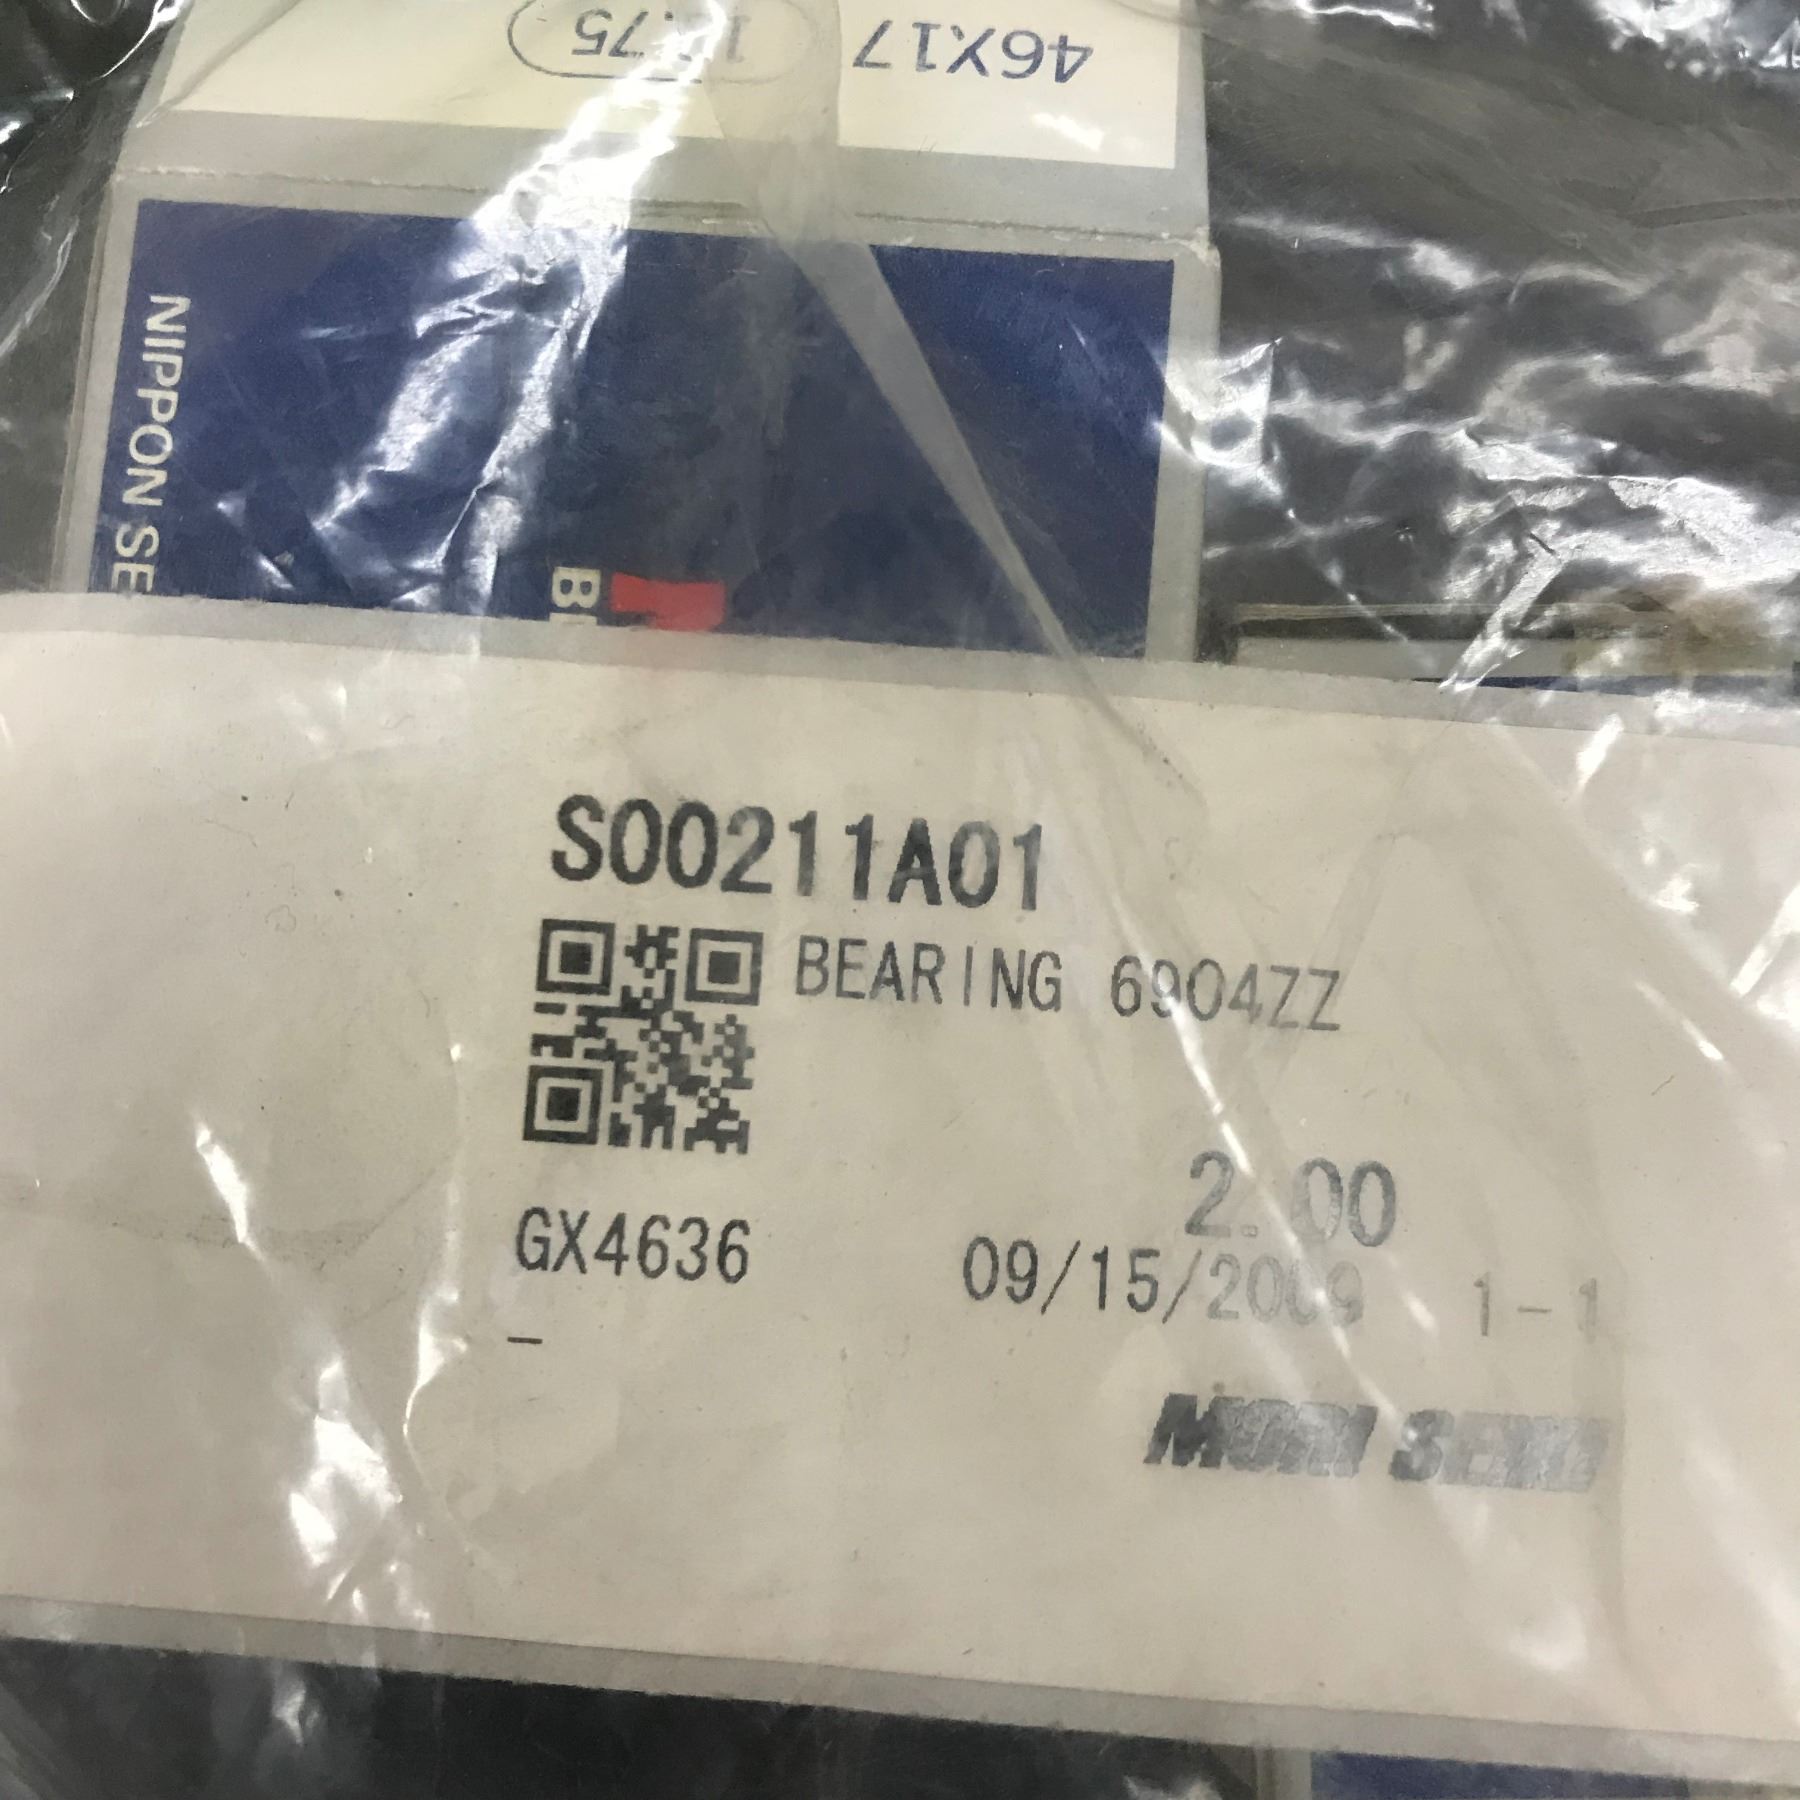 46X17
NIPPON SE
B
S00211A01
BEARING 6904ZZ
2.00
GX4636
09/15/2009
1-1
-
MORI SEIKI